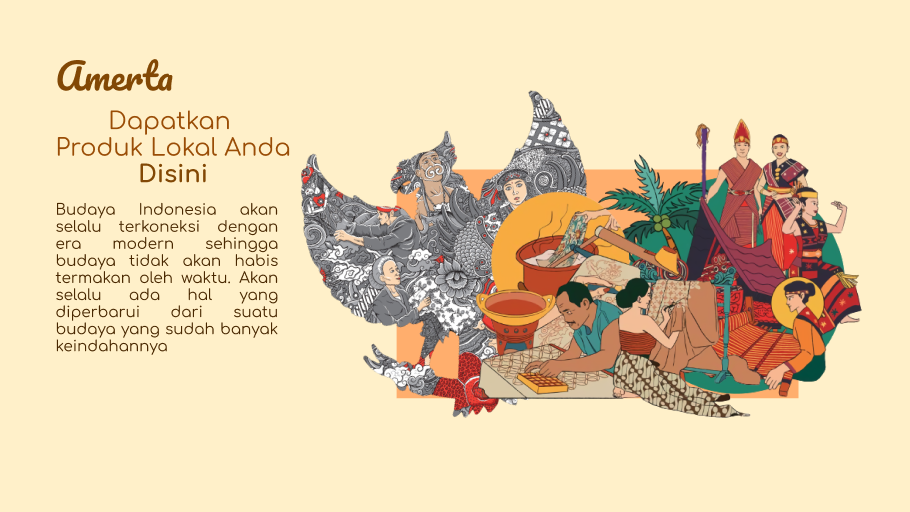 Amerta
Dapatkan
Produk Lokal Anda
Disini
Budaya Indonesia akan
selalu terkoneksi dengan
era modern sehingga
budaya tidak akan habis
termakan oleh waktu. Akan
selalu ada hal yang
diperbarui dari suatu
budaya yang sudah banyak
keindahannya